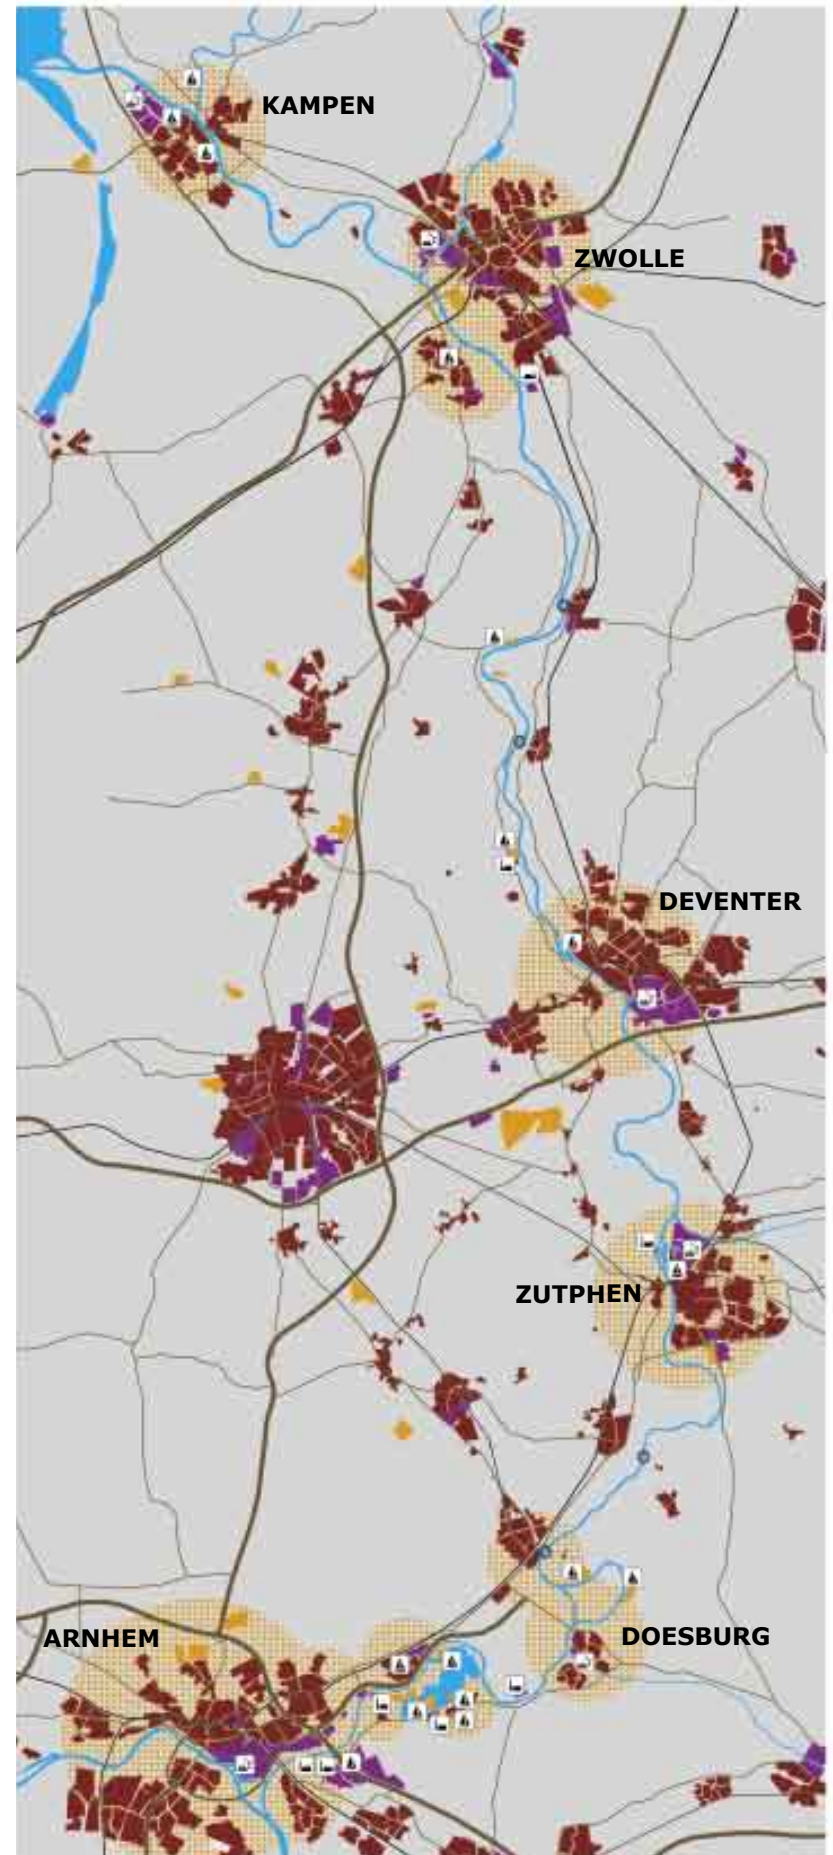 KAMPEN
ZWOLLE
DEVENTER
ZUTPHEN
ARNHEM
DOESBURG